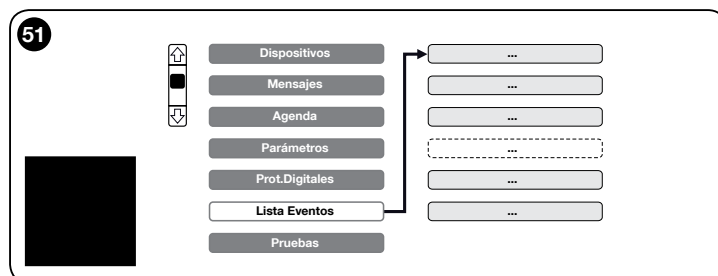 51
Dispositivos ...
Mensajes ...
Agenda ...
Parámetros ...
Prot.Digitales ...
Lista Eventos ...
Pruebas